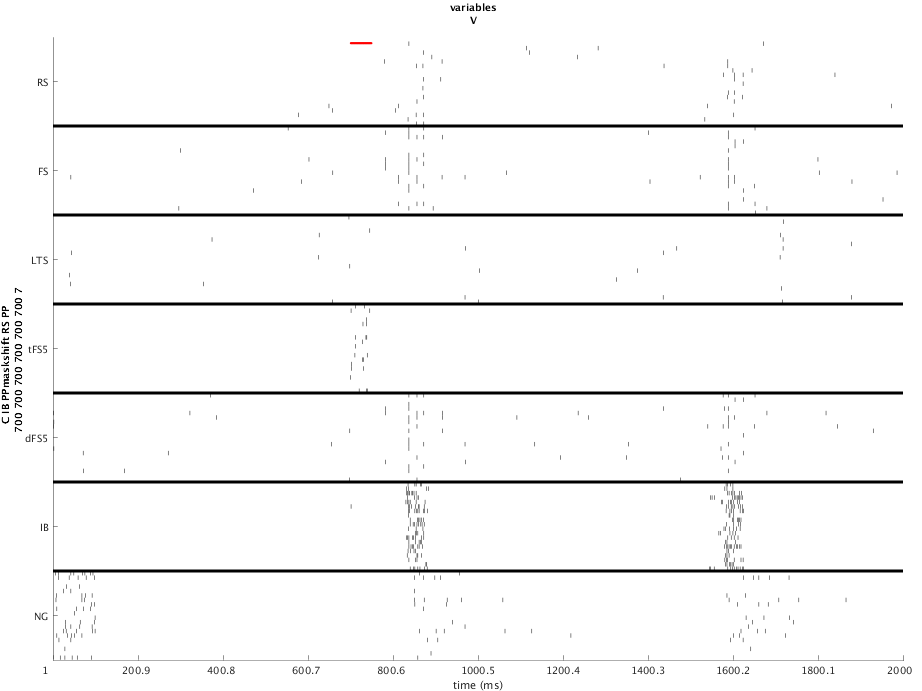 variables
V
RS
FS
LTS
tFS5
dFS5
IB
NG
C IB PPmaskshift RS PP
700 700 700 700 700 700 700 7
1 200.9 400.8 600.7 800.6 1000.5 1200.4 1400.3 1600.2 1800.1 2000
time (ms)